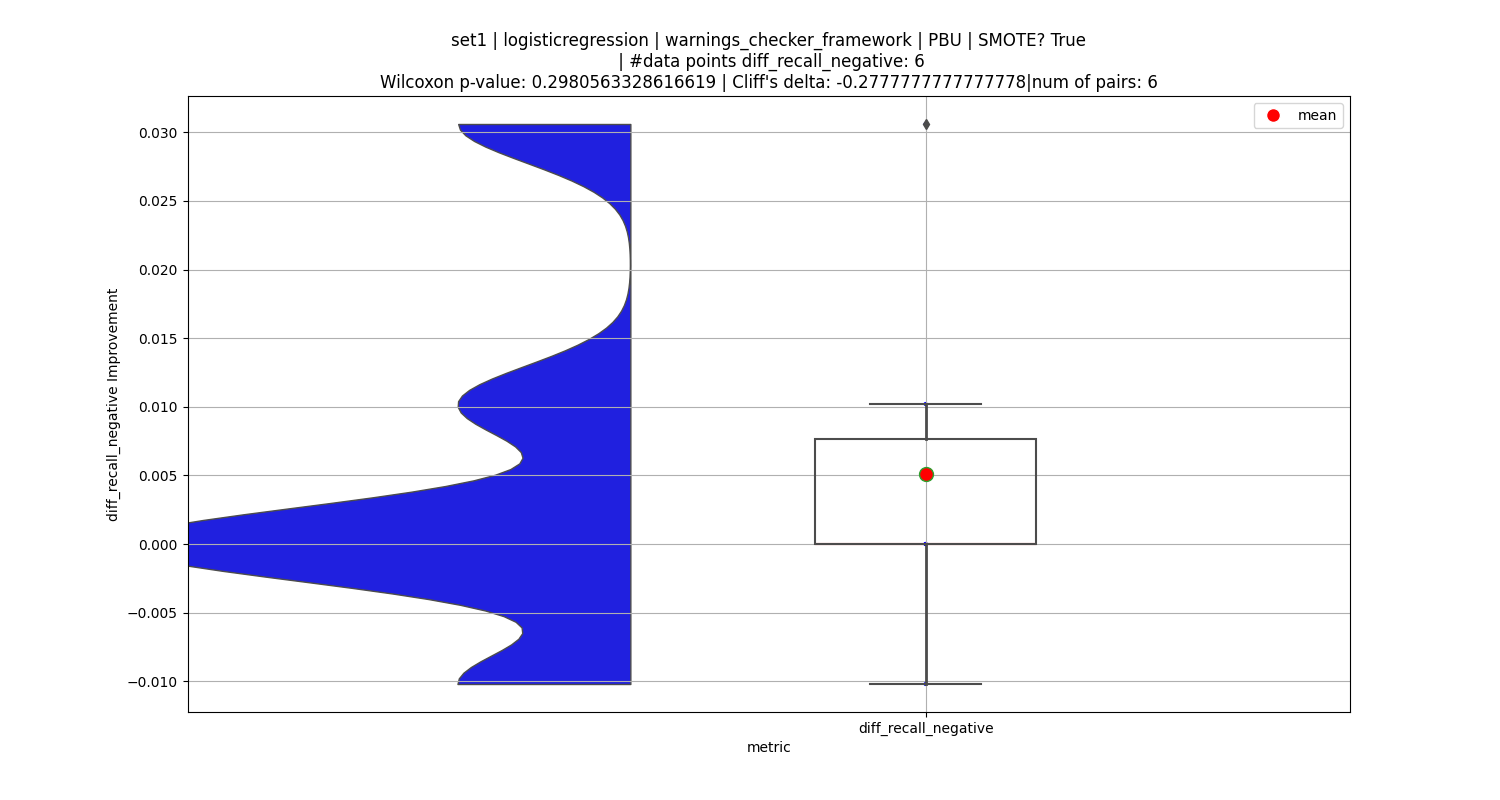 set1 | logisticregression | warnings_checker_framework | PBU | SMOTE? True
| #data points diff_recall_negative: 6
Wilcoxon p-value: 0.2980563328616619 | Cliff's delta: -0.2777777777777778|num of pairs: 6
mean
0.030
0.025
0.020
0.015
0.010
0.005
0.000
−0.005
−0.010
diff_recall_negative Improvement
diff_recall_negative
metric